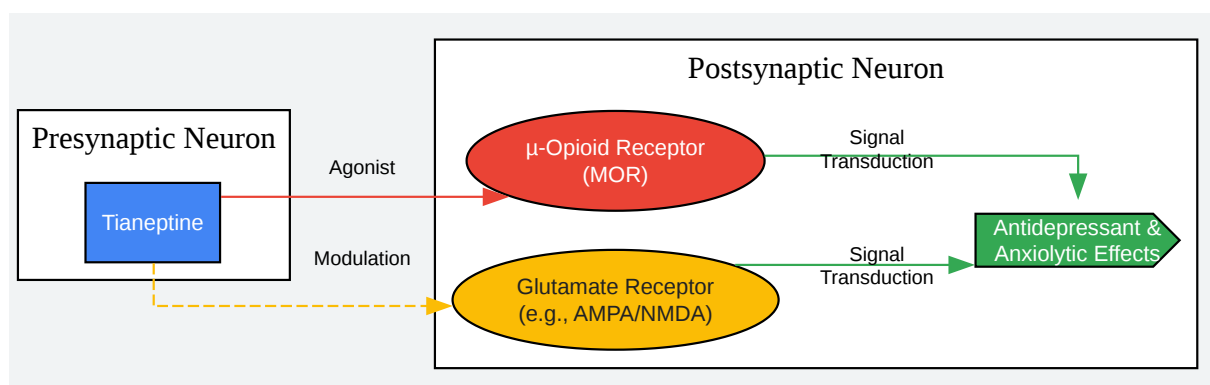 Postsynaptic Neuron
Presynaptic Neuron
Tianeptine
Agonist
Modulation
µ-Opioid Receptor
(MOR)
Glutamate Receptor
(e.g., AMPA/NMDA)
Signal
Transduction
Signal
Transduction
Antidepressant &
Anxiolytic Effects